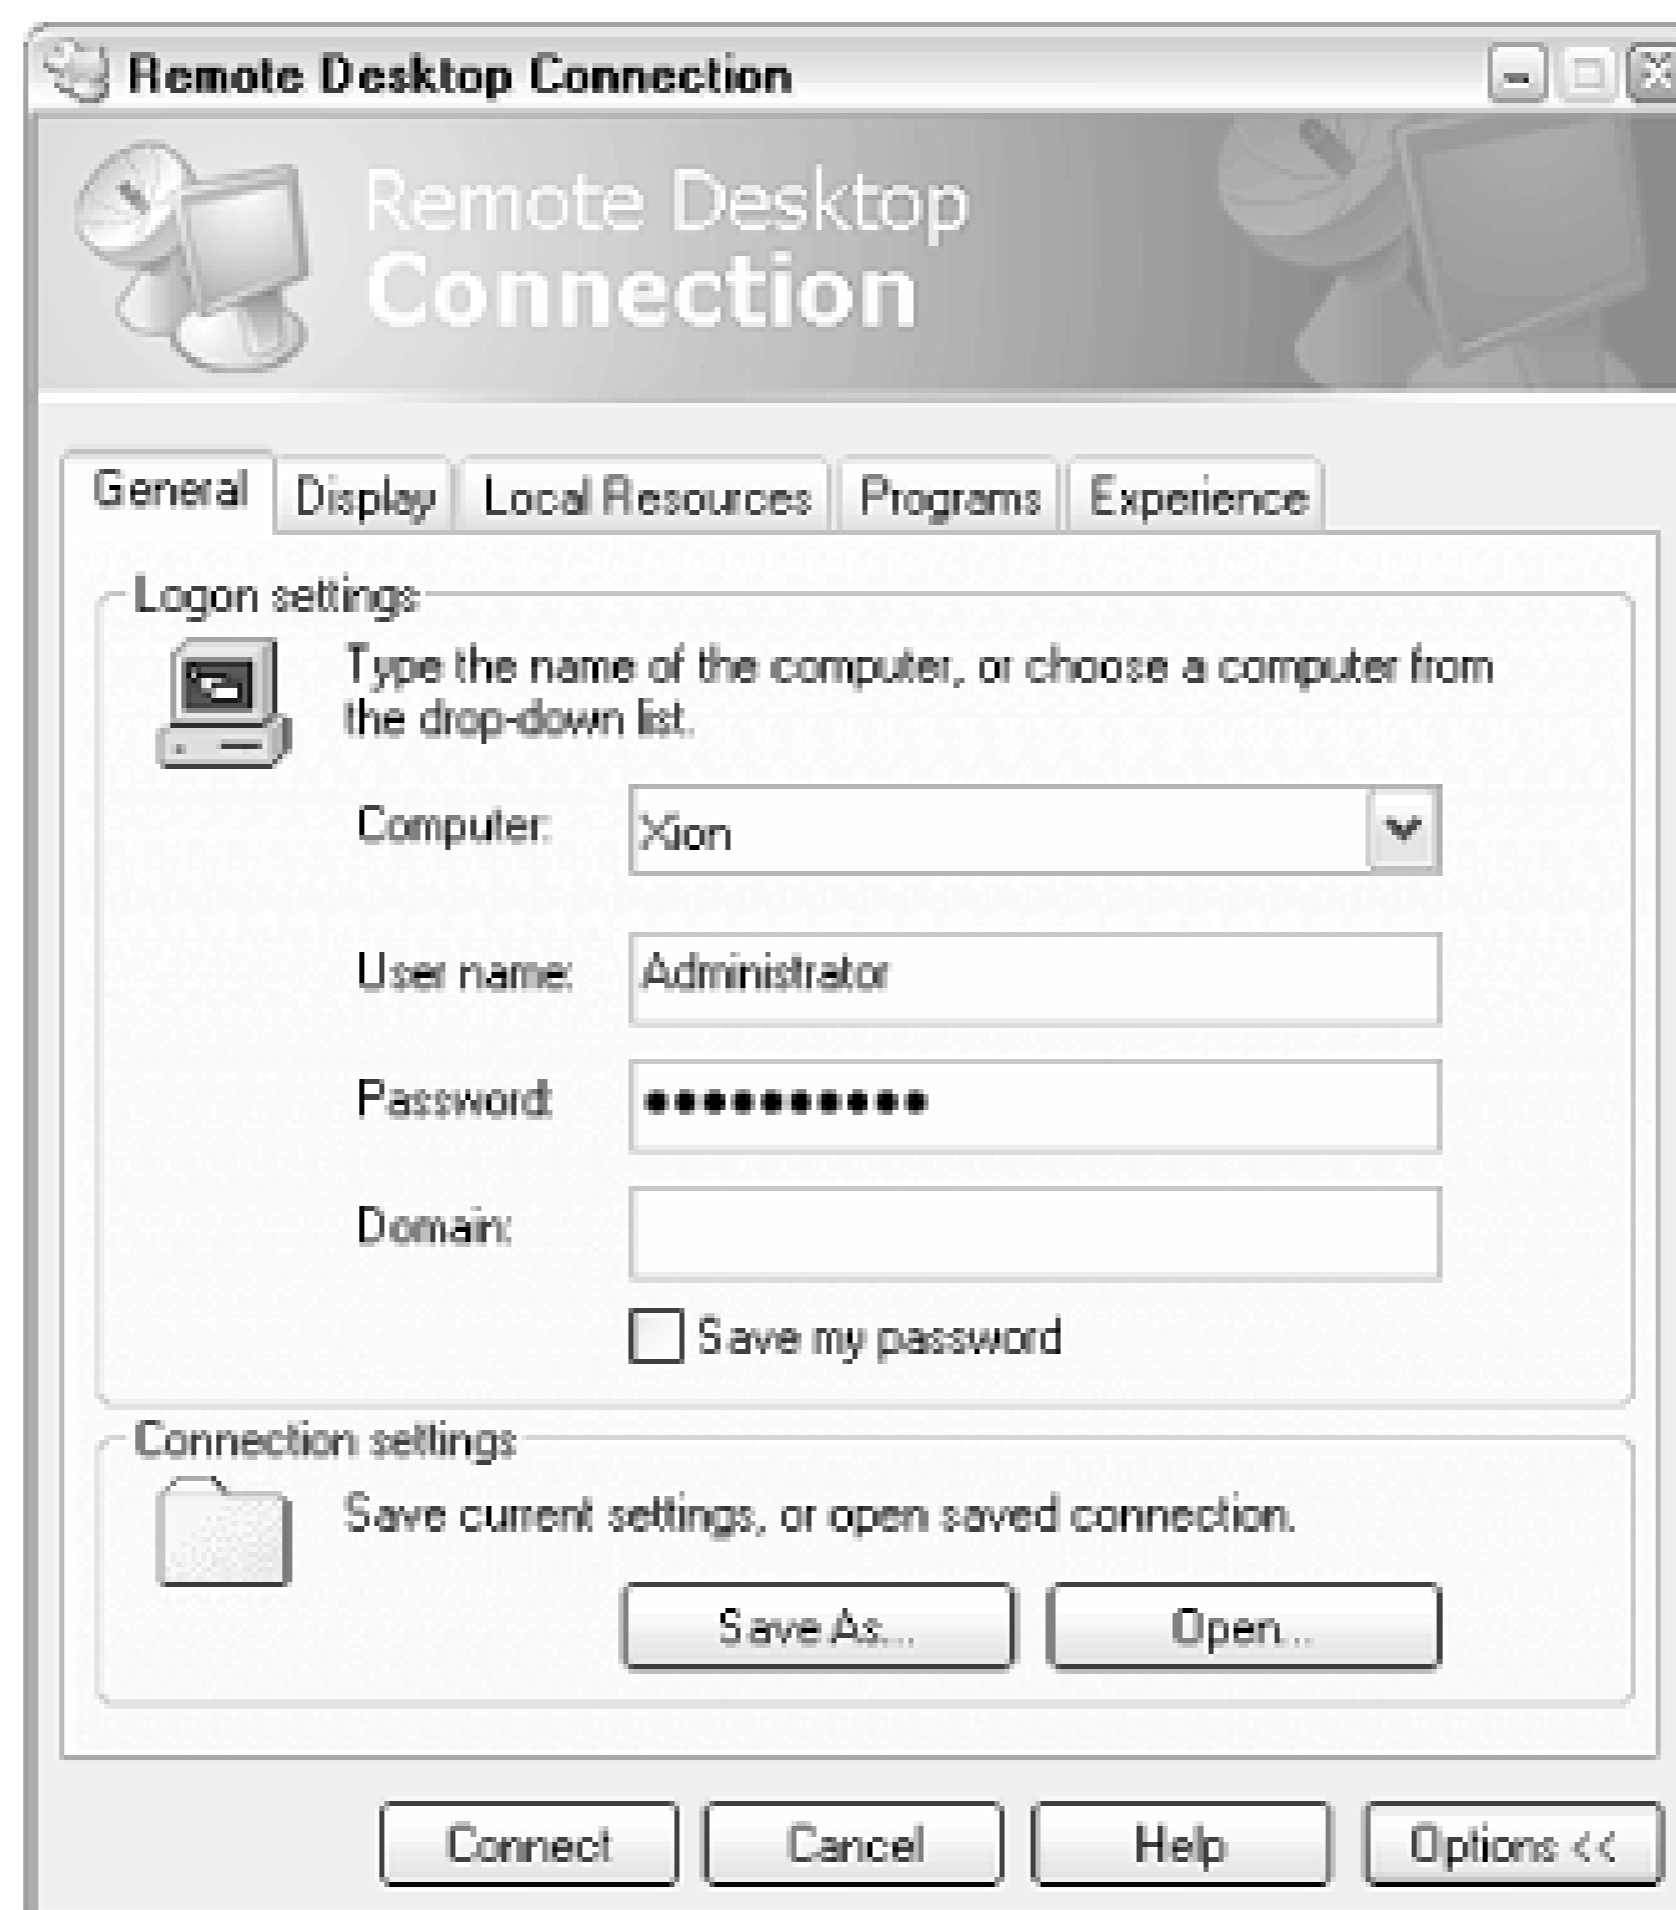 Remote Desktop Connection
Remote Desktop
Connection
General Display Local Resources Programs Experience
Logon settings
Type the name of the computer, or choose a computer from
the drop-down list.
Computer: Xion
User name: Administrator
Password: ●●●●●●●●●●
Domain:
Save my password
Connection settings
Save current settings, or open saved connection.
Save As... Open...
Connect Cancel Help Options <<